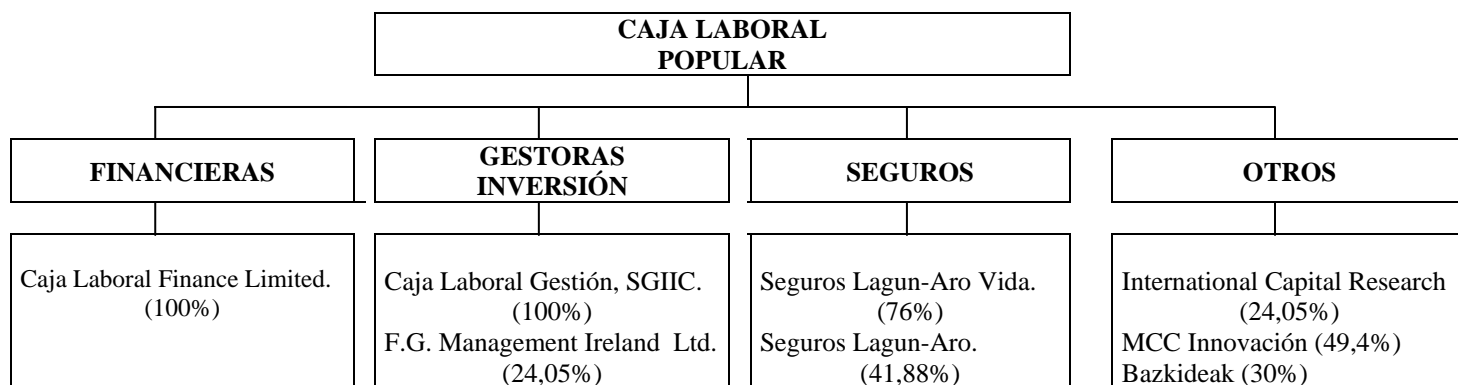 CAJA LABORAL
POPULAR
FINANCIERAS
GESTORAS
INVERSIÓN
SEGUROS
OTROS
Caja Laboral Finance Limited.
(100%)
Caja Laboral Gestión, SGIIC.
(100%)
F.G. Management Ireland Ltd.
(24,05%)
Seguros Lagun-Aro Vida.
(76%)
Seguros Lagun-Aro.
(41,88%)
International Capital Research
(24,05%)
MCC Innovación (49,4%)
Bazkideak (30%)